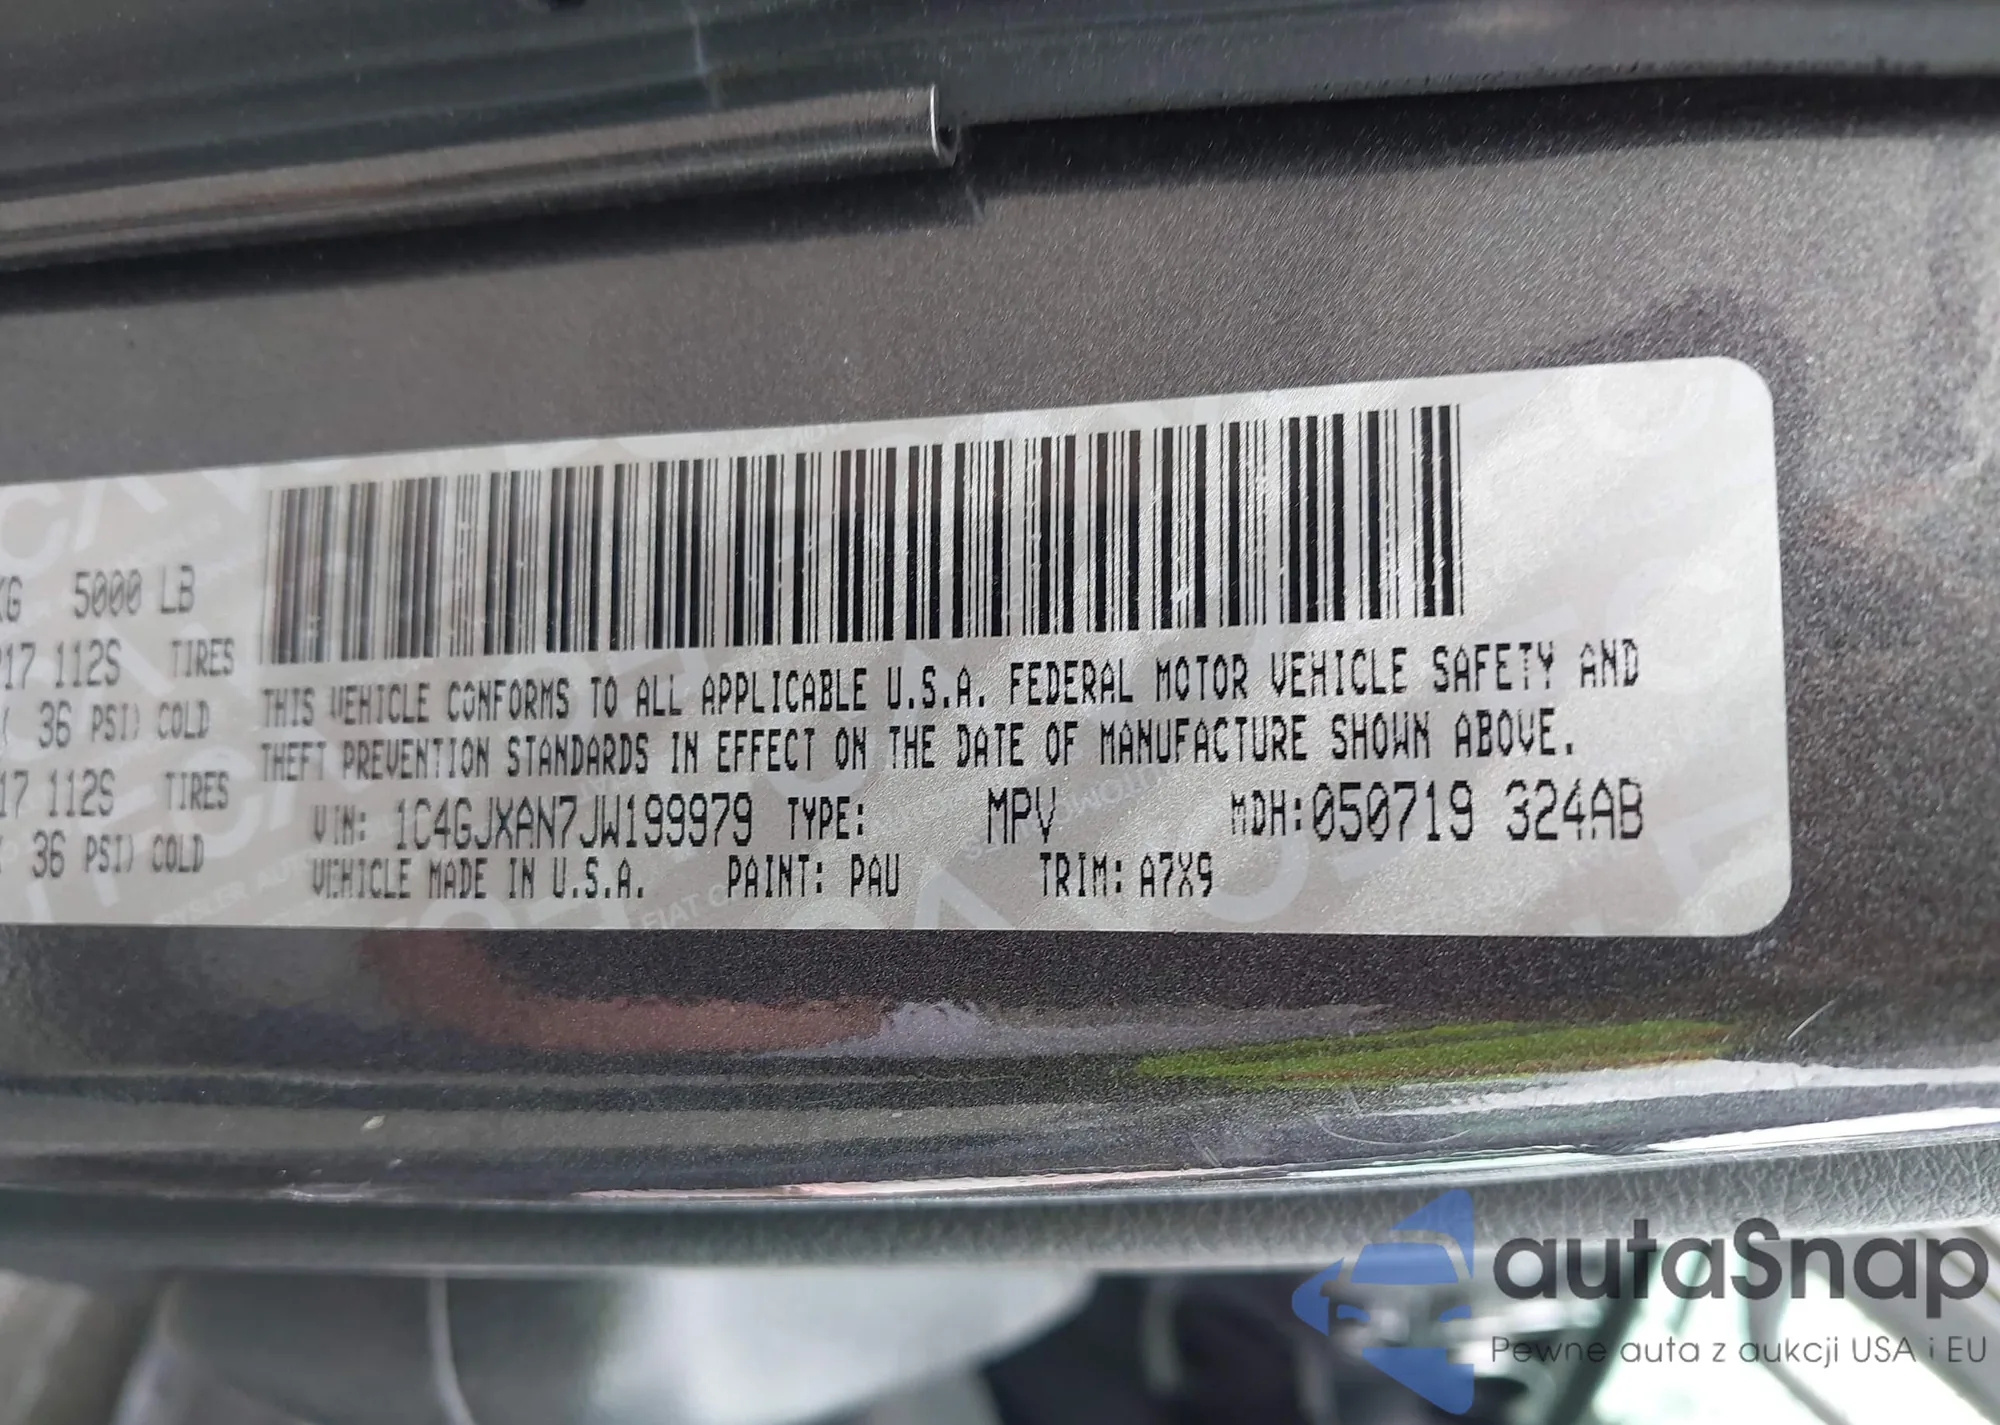 KG 5000 LB
17 112S TIRES
36 PSI) COLD
17 112S TIRES
36 PSI) COLD
THIS VEHICLE CONFORMS TO ALL APPLICABLE U.S.A. FEDERAL MOTOR VEHICLE SAFETY AND
THEFT PREVENTION STANDARDS IN EFFECT ON THE DATE OF MANUFACTURE SHOWN ABOVE.
VIN: 1C4GJXAN7JW199979 TYPE: MPV MDH: 050719 324AB
VEHICLE MADE IN U.S.A. PAINT: PAU TRIM: A7X9
autaSnap
Pewne auta z aukcji USA i EU